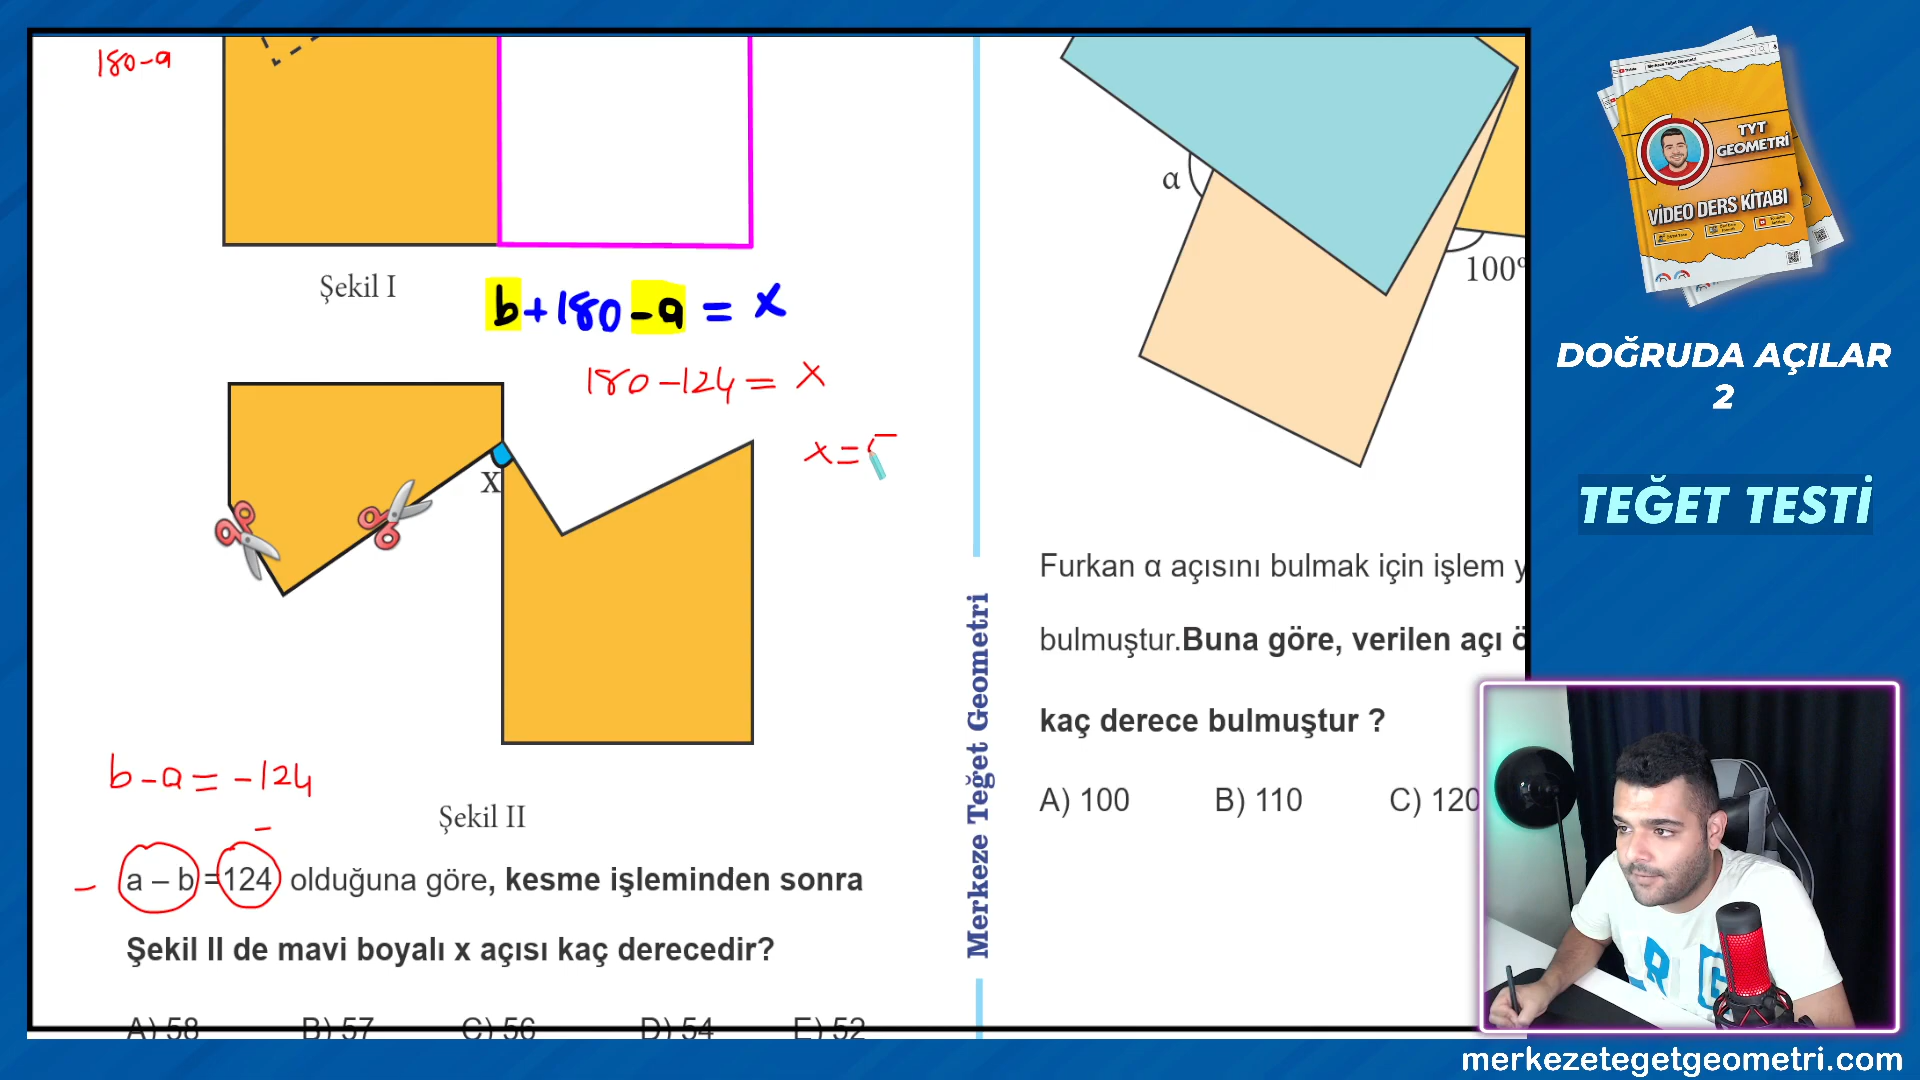 180-a
Şekil I
b+180-a = x
180-124 = x
x=5
X
b-a = -124
Şekil II
-
- a – b =124 olduğuna göre, kesme işleminden sonra
Şekil II de mavi boyalı x açısı kaç derecedir?
A) 58 B) 57 C) 56 D) 54 E) 52
Merkeze Teğet Geometri
α
100°
Furkan α açısını bulmak için işlem y
bulmuştur.Buna göre, verilen açı ö
kaç derece bulmuştur ?
A) 100 B) 110 C) 120
TYT
GEOMETRİ
VİDEO DERS KİTABI
DOĞRUDA AÇILAR
2
TEĞET TESTİ
merkezetegetgeometri.com